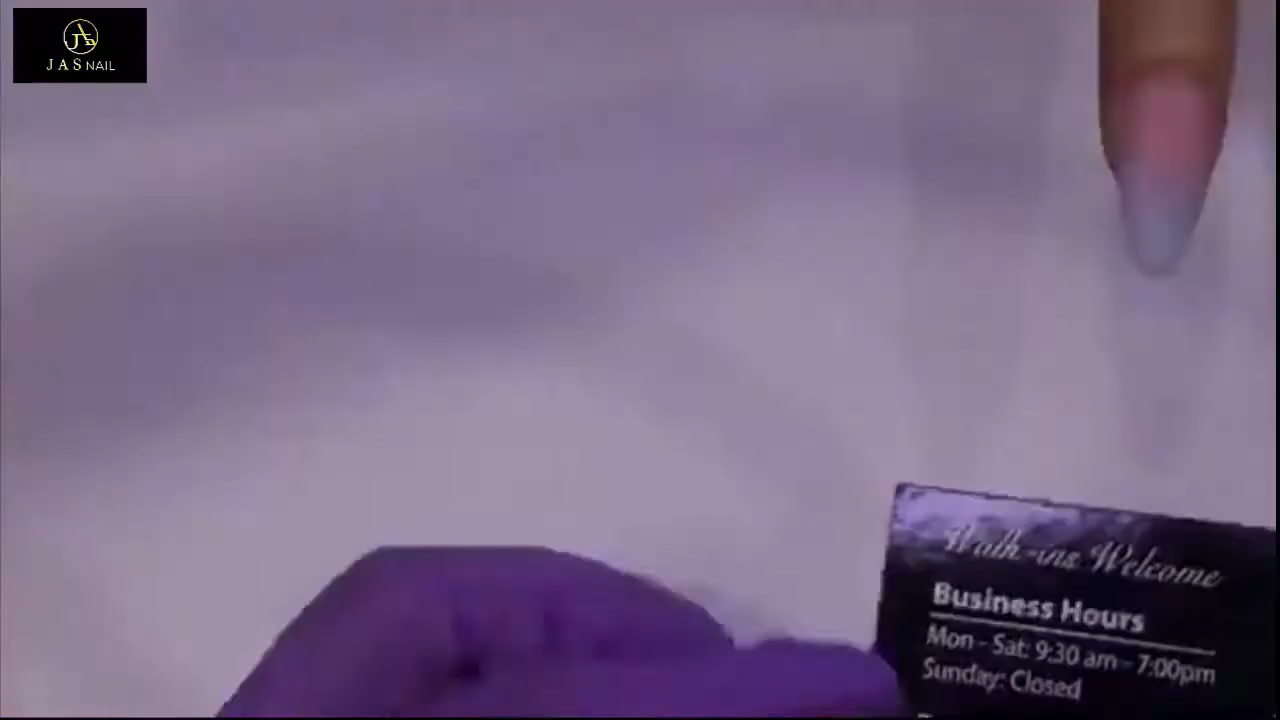 JAS NAIL
Walk-ins Welcome
Business Hours
Mon - Sat: 9:30 am - 7:00pm
Sunday: Closed